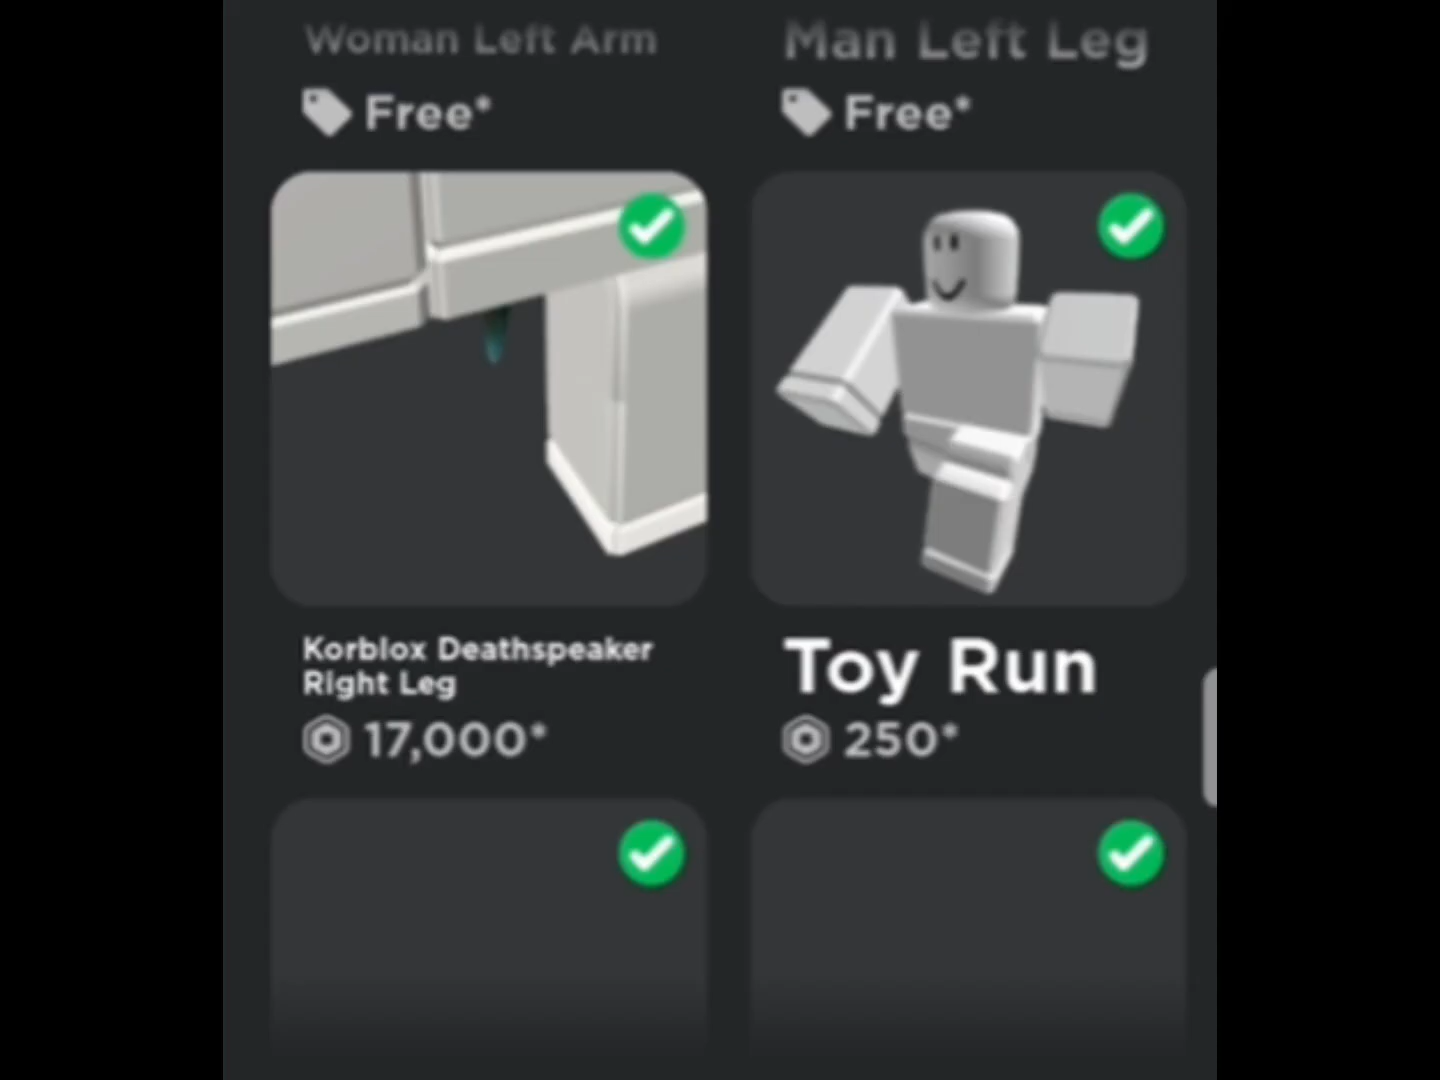 Woman Left Arm
Free*
Man Left Leg
Free*
Korblox Deathspeaker
Right Leg
17,000*
Toy Run
250*